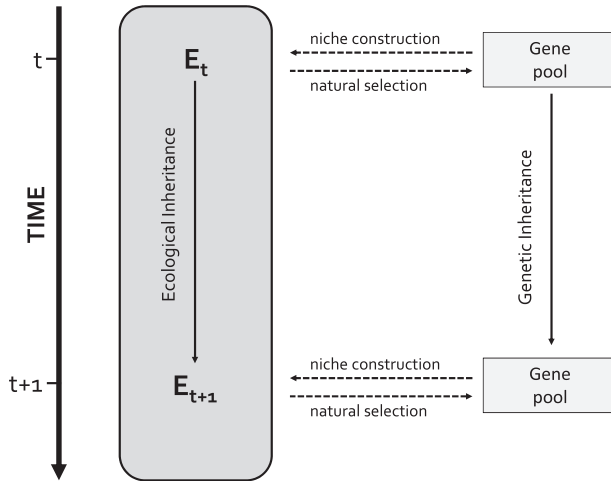 t
E_t
niche construction
natural selection
Gene
pool
TIME
Ecological Inheritance
Genetic Inheritance
t+1
E_t+1
niche construction
natural selection
Gene
pool